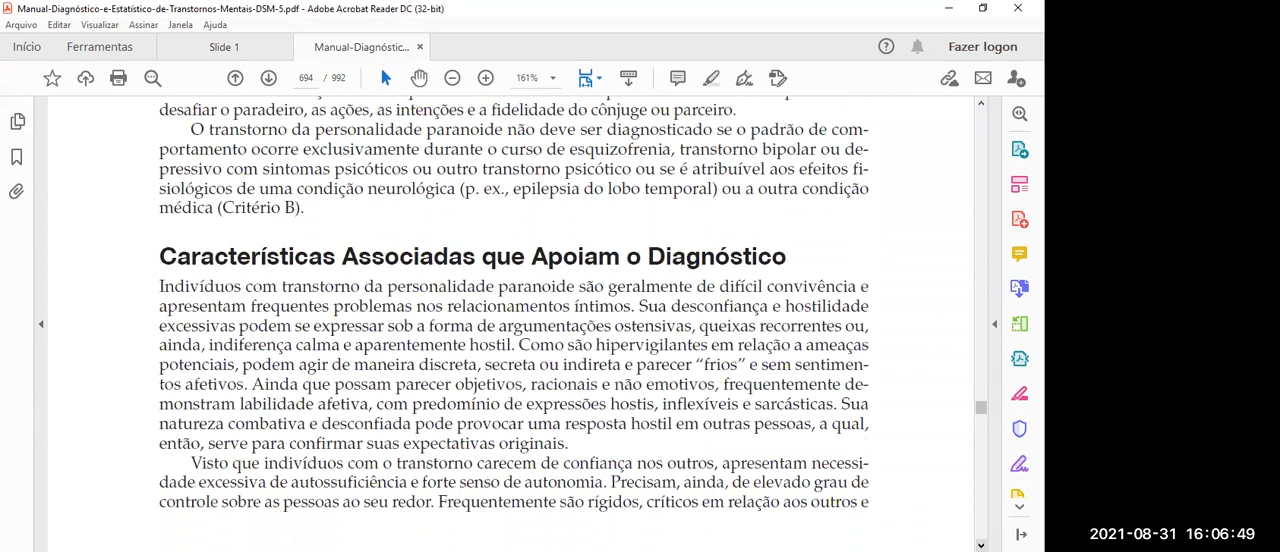 Manual-Diagnóstico-e-Estatístico-de-Transtornos-Mentais-DSM-5.pdf - Adobe Acrobat Reader DC (32-bit)
Arquivo Editar Visualizar Assinar Janela Ajuda
Início Ferramentas Slide 1 Manual-Diagnóstic... × Fazer logon
694 / 992 161%
desafiar o paradeiro, as ações, as intenções e a fidelidade do cônjuge ou parceiro.
O transtorno da personalidade paranoide não deve ser diagnosticado se o padrão de com-
portamento ocorre exclusivamente durante o curso de esquizofrenia, transtorno bipolar ou de-
pressivo com sintomas psicóticos ou outro transtorno psicótico ou se é atribuível aos efeitos fi-
siológicos de uma condição neurológica (p. ex., epilepsia do lobo temporal) ou a outra condição
médica (Critério B).
Características Associadas que Apoiam o Diagnóstico
Indivíduos com transtorno da personalidade paranoide são geralmente de difícil convivência e
apresentam frequentes problemas nos relacionamentos íntimos. Sua desconfiança e hostilidade
excessivas podem se expressar sob a forma de argumentações ostensivas, queixas recorrentes ou,
ainda, indiferença calma e aparentemente hostil. Como são hipervigilantes em relação a ameaças
potenciais, podem agir de maneira discreta, secreta ou indireta e parecer “frios” e sem sentimen-
tos afetivos. Ainda que possam parecer objetivos, racionais e não emotivos, frequentemente de-
monstram labilidade afetiva, com predomínio de expressões hostis, inflexíveis e sarcásticas. Sua
natureza combativa e desconfiada pode provocar uma resposta hostil em outras pessoas, a qual,
então, serve para confirmar suas expectativas originais.
Visto que indivíduos com o transtorno carecem de confiança nos outros, apresentam necessi-
dade excessiva de autossuficiência e forte senso de autonomia. Precisam, ainda, de elevado grau de
controle sobre as pessoas ao seu redor. Frequentemente são rígidos, críticos em relação aos outros e
2021-08-31 16:06:49